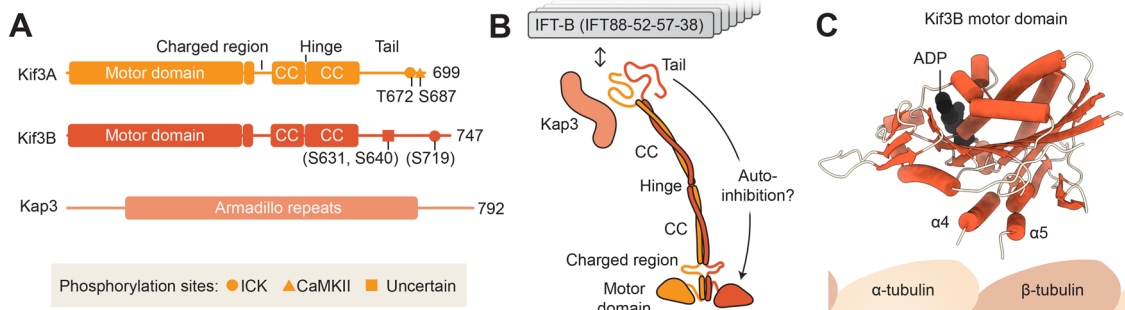 A
Charged region
Hinge
Tail
Kif3A
Motor domain
CC
CC
699
T672
S687
Kif3B
Motor domain
CC
CC
747
(S631, S640)
(S719)
Kap3
Armadillo repeats
792
Phosphorylation sites:
ICK
CaMKII
Uncertain
B
IFT-B (IFT88-52-57-38)
Tail
Kap3
CC
Hinge
Auto-
inhibition?
CC
Charged region
Motor
domain
C
Kif3B motor domain
ADP
α4
α5
α-tubulin
β-tubulin